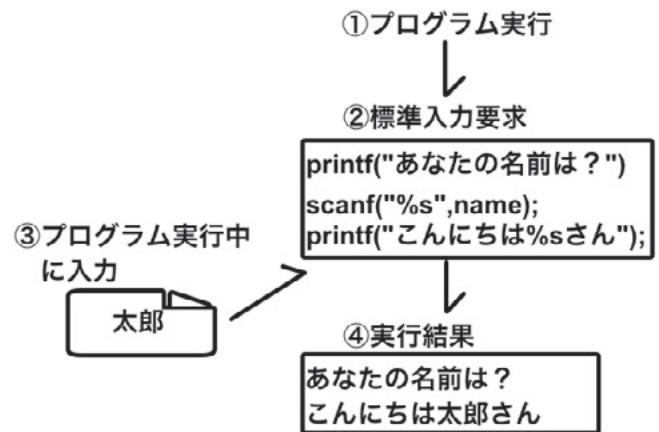 ①プログラム実行
②標準入力要求
printf("あなたの名前は？")
scanf("%s",name);
printf("こんにちは%sさん");
③プログラム実行中
に入力
太郎
④実行結果
あなたの名前は？
こんにちは太郎さん